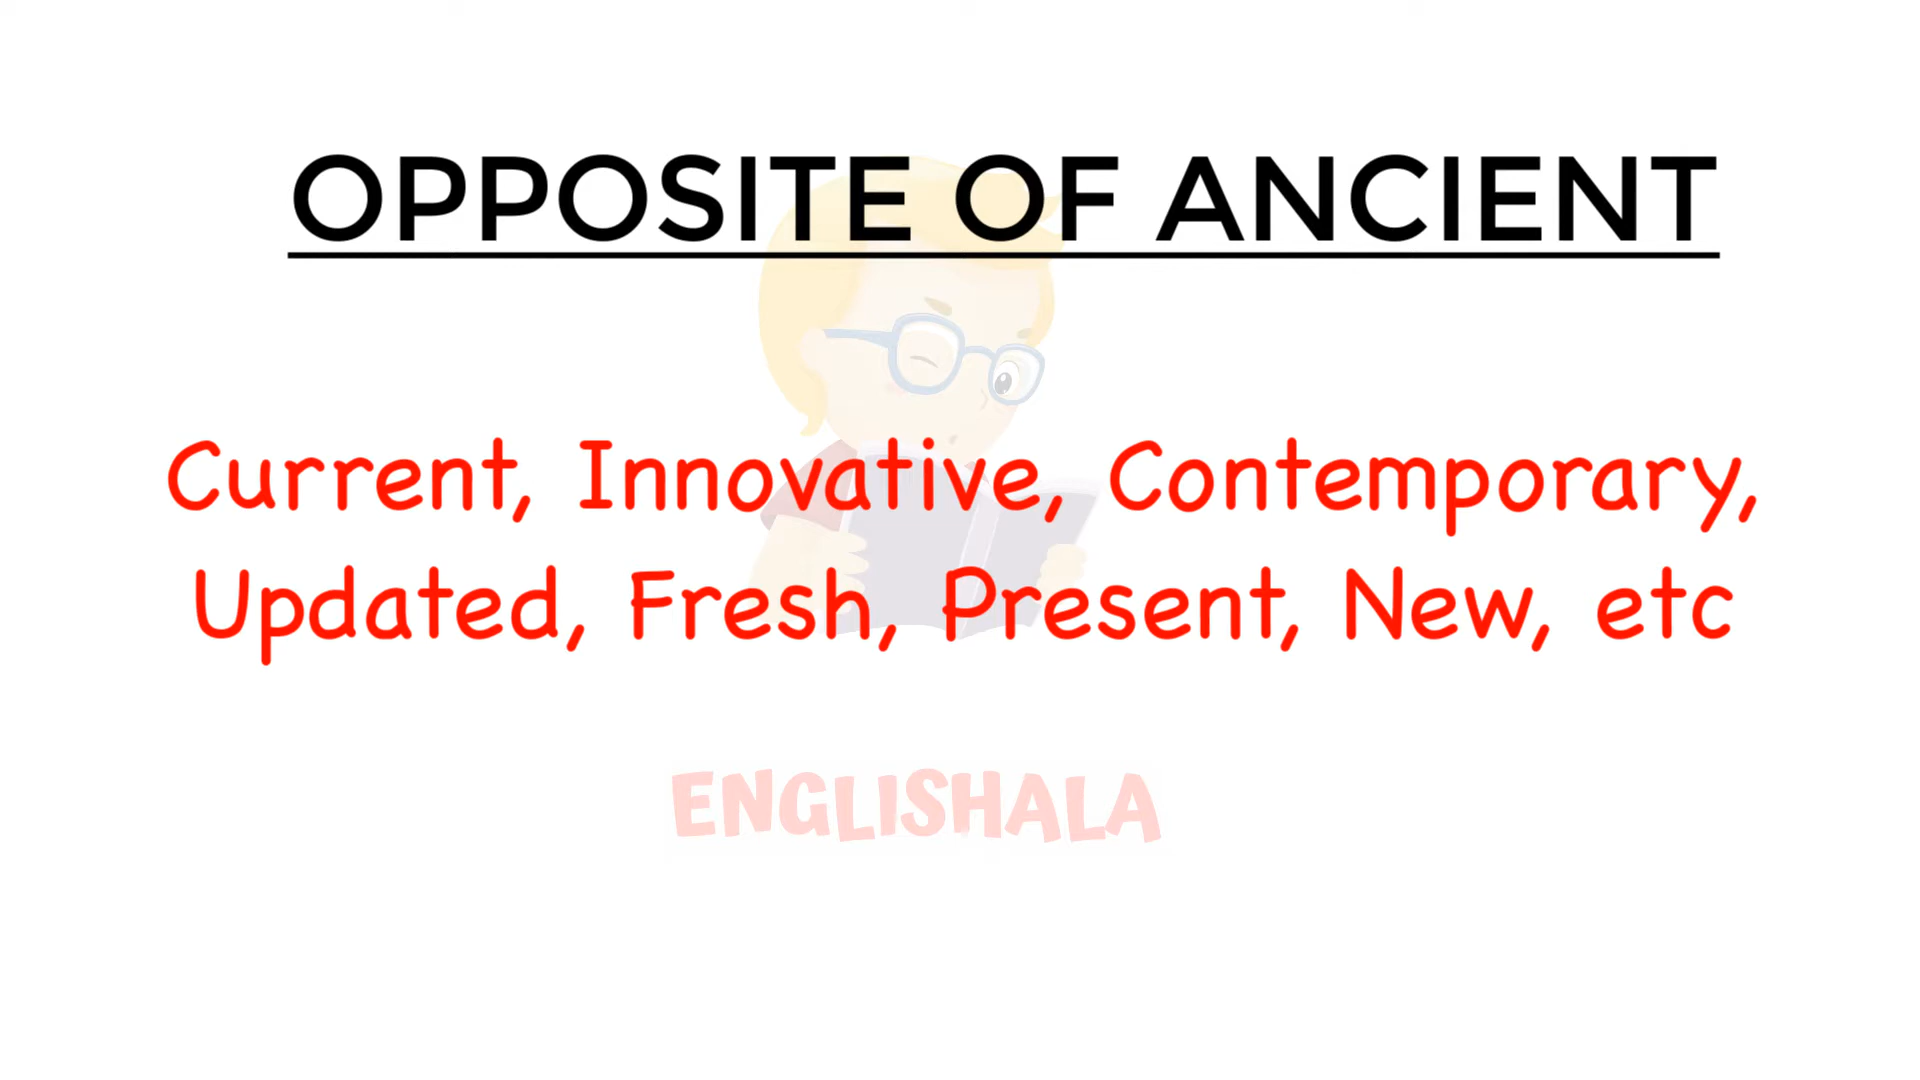 OPPOSITE OF ANCIENT
Current, Innovative, Contemporary,
Updated, Fresh, Present, New, etc
ENGLISHALA